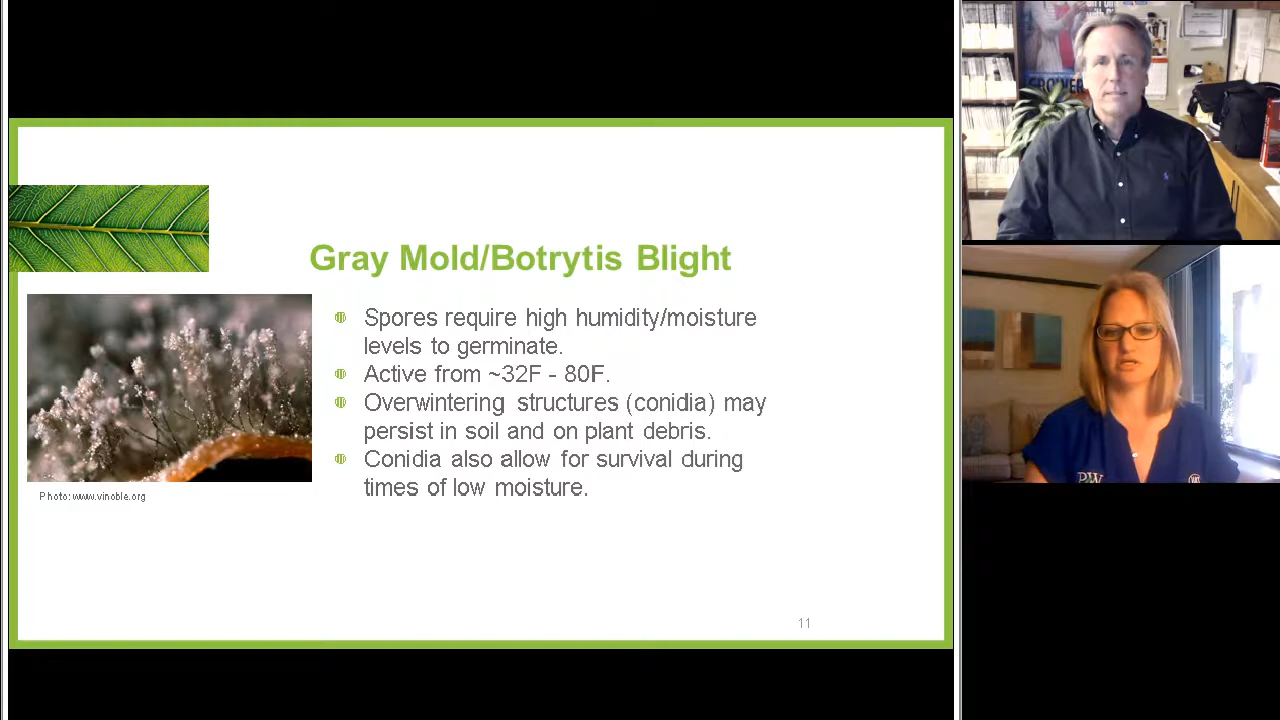 GROWER
Gray Mold/Botrytis Blight
Spores require high humidity/moisture
levels to germinate.
Active from ~32F - 80F.
Overwintering structures (conidia) may
persist in soil and on plant debris.
Conidia also allow for survival during
times of low moisture.
Photo: www.vinoble.org
11
PW